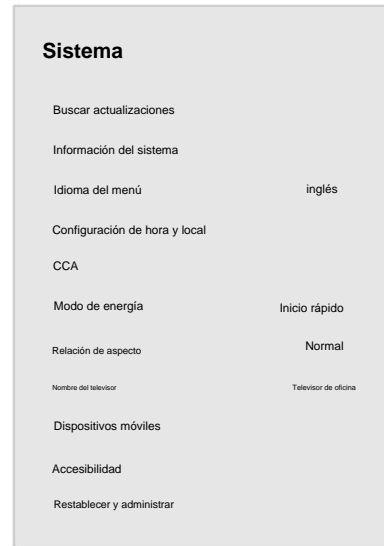 Sistema
Buscar actualizaciones
Información del sistema
Idioma del menú inglés
Configuración de hora y local
CCA
Modo de energía Inicio rápido
Relación de aspecto Normal
Nombre del televisor Televisor de oficina
Dispositivos móviles
Accesibilidad
Restablecer y administrar